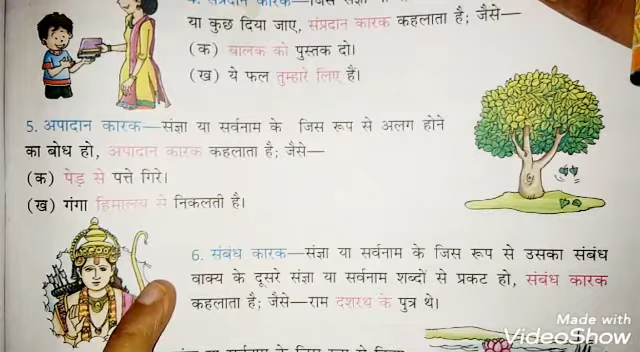 या कुछ दिया जाए, संप्रदान कारक कहलाता है; जैसे—
(क) बालक को पुस्तक दो।
(ख) ये फल तुम्हारे लिए हैं।
5. अपादान कारक—संज्ञा या सर्वनाम के जिस रूप से अलग होने
का बोध हो, अपादान कारक कहलाता है; जैसे—
(क) पेड़ से पत्ते गिरे।
(ख) गंगा हिमालय से निकलती है।
6. संबंध कारक—संज्ञा या सर्वनाम के जिस रूप से उसका संबंध
वाक्य के दूसरे संज्ञा या सर्वनाम शब्दों से प्रकट हो, संबंध कारक
कहलाता है; जैसे—राम दशरथ के पुत्र थे।
Made with
VideoShow